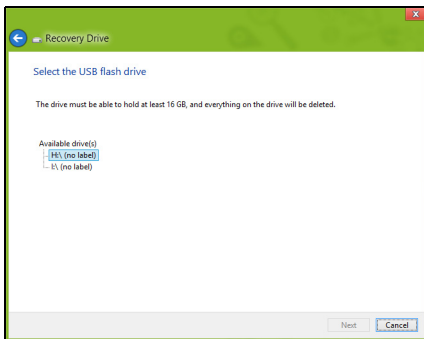 Recovery Drive
Select the USB flash drive
The drive must be able to hold at least 16 GB, and everything on the drive will be deleted.
Available drive(s)
H:\ (no label)
I:\ (no label)
Next
Cancel